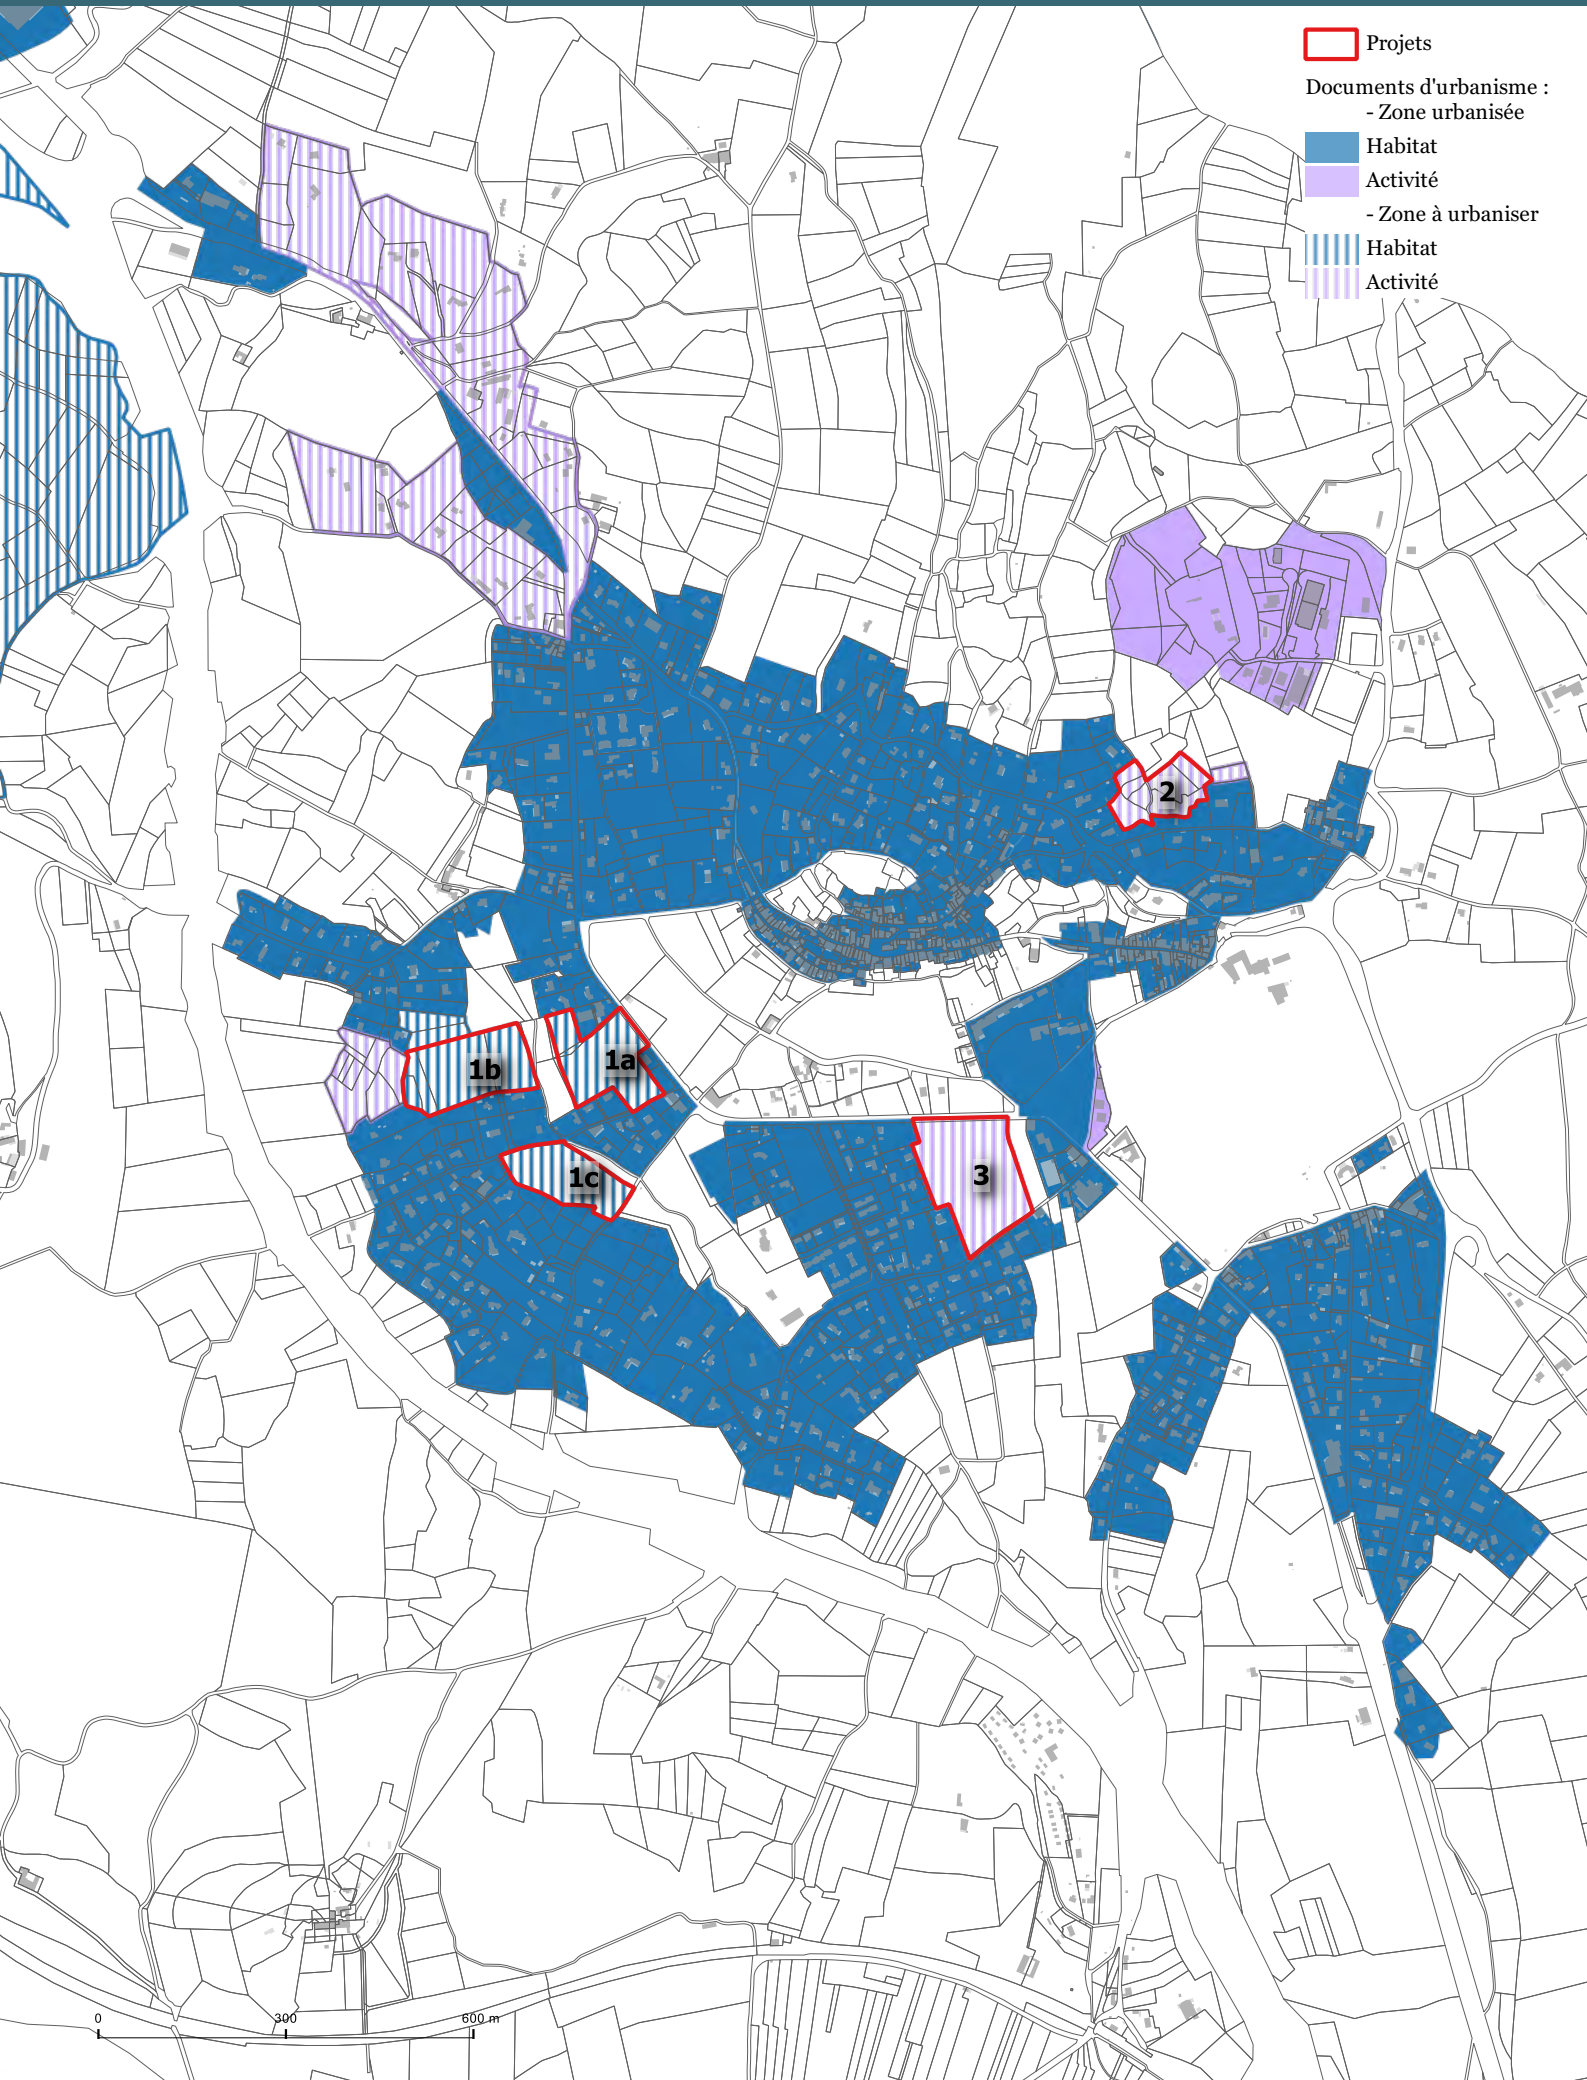 Projets
Documents d'urbanisme :
- Zone urbanisée
Habitat
Activité
- Zone à urbaniser
Habitat
Activité
2
1a
1b
1c
3
0 300 600 m